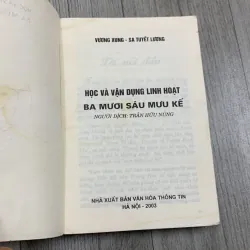 VƯƠNG DUNG - SA TUYẾT LƯƠNG
HỌC VÀ VẬN DỤNG LINH HOẠT
BA MƯƠI SÁU MƯU KẾ
NGƯỜI DỊCH: TRẦN HỮU NÙNG
NHÀ XUẤT BẢN VĂN HÓA THÔNG TIN
HÀ NỘI - 2003